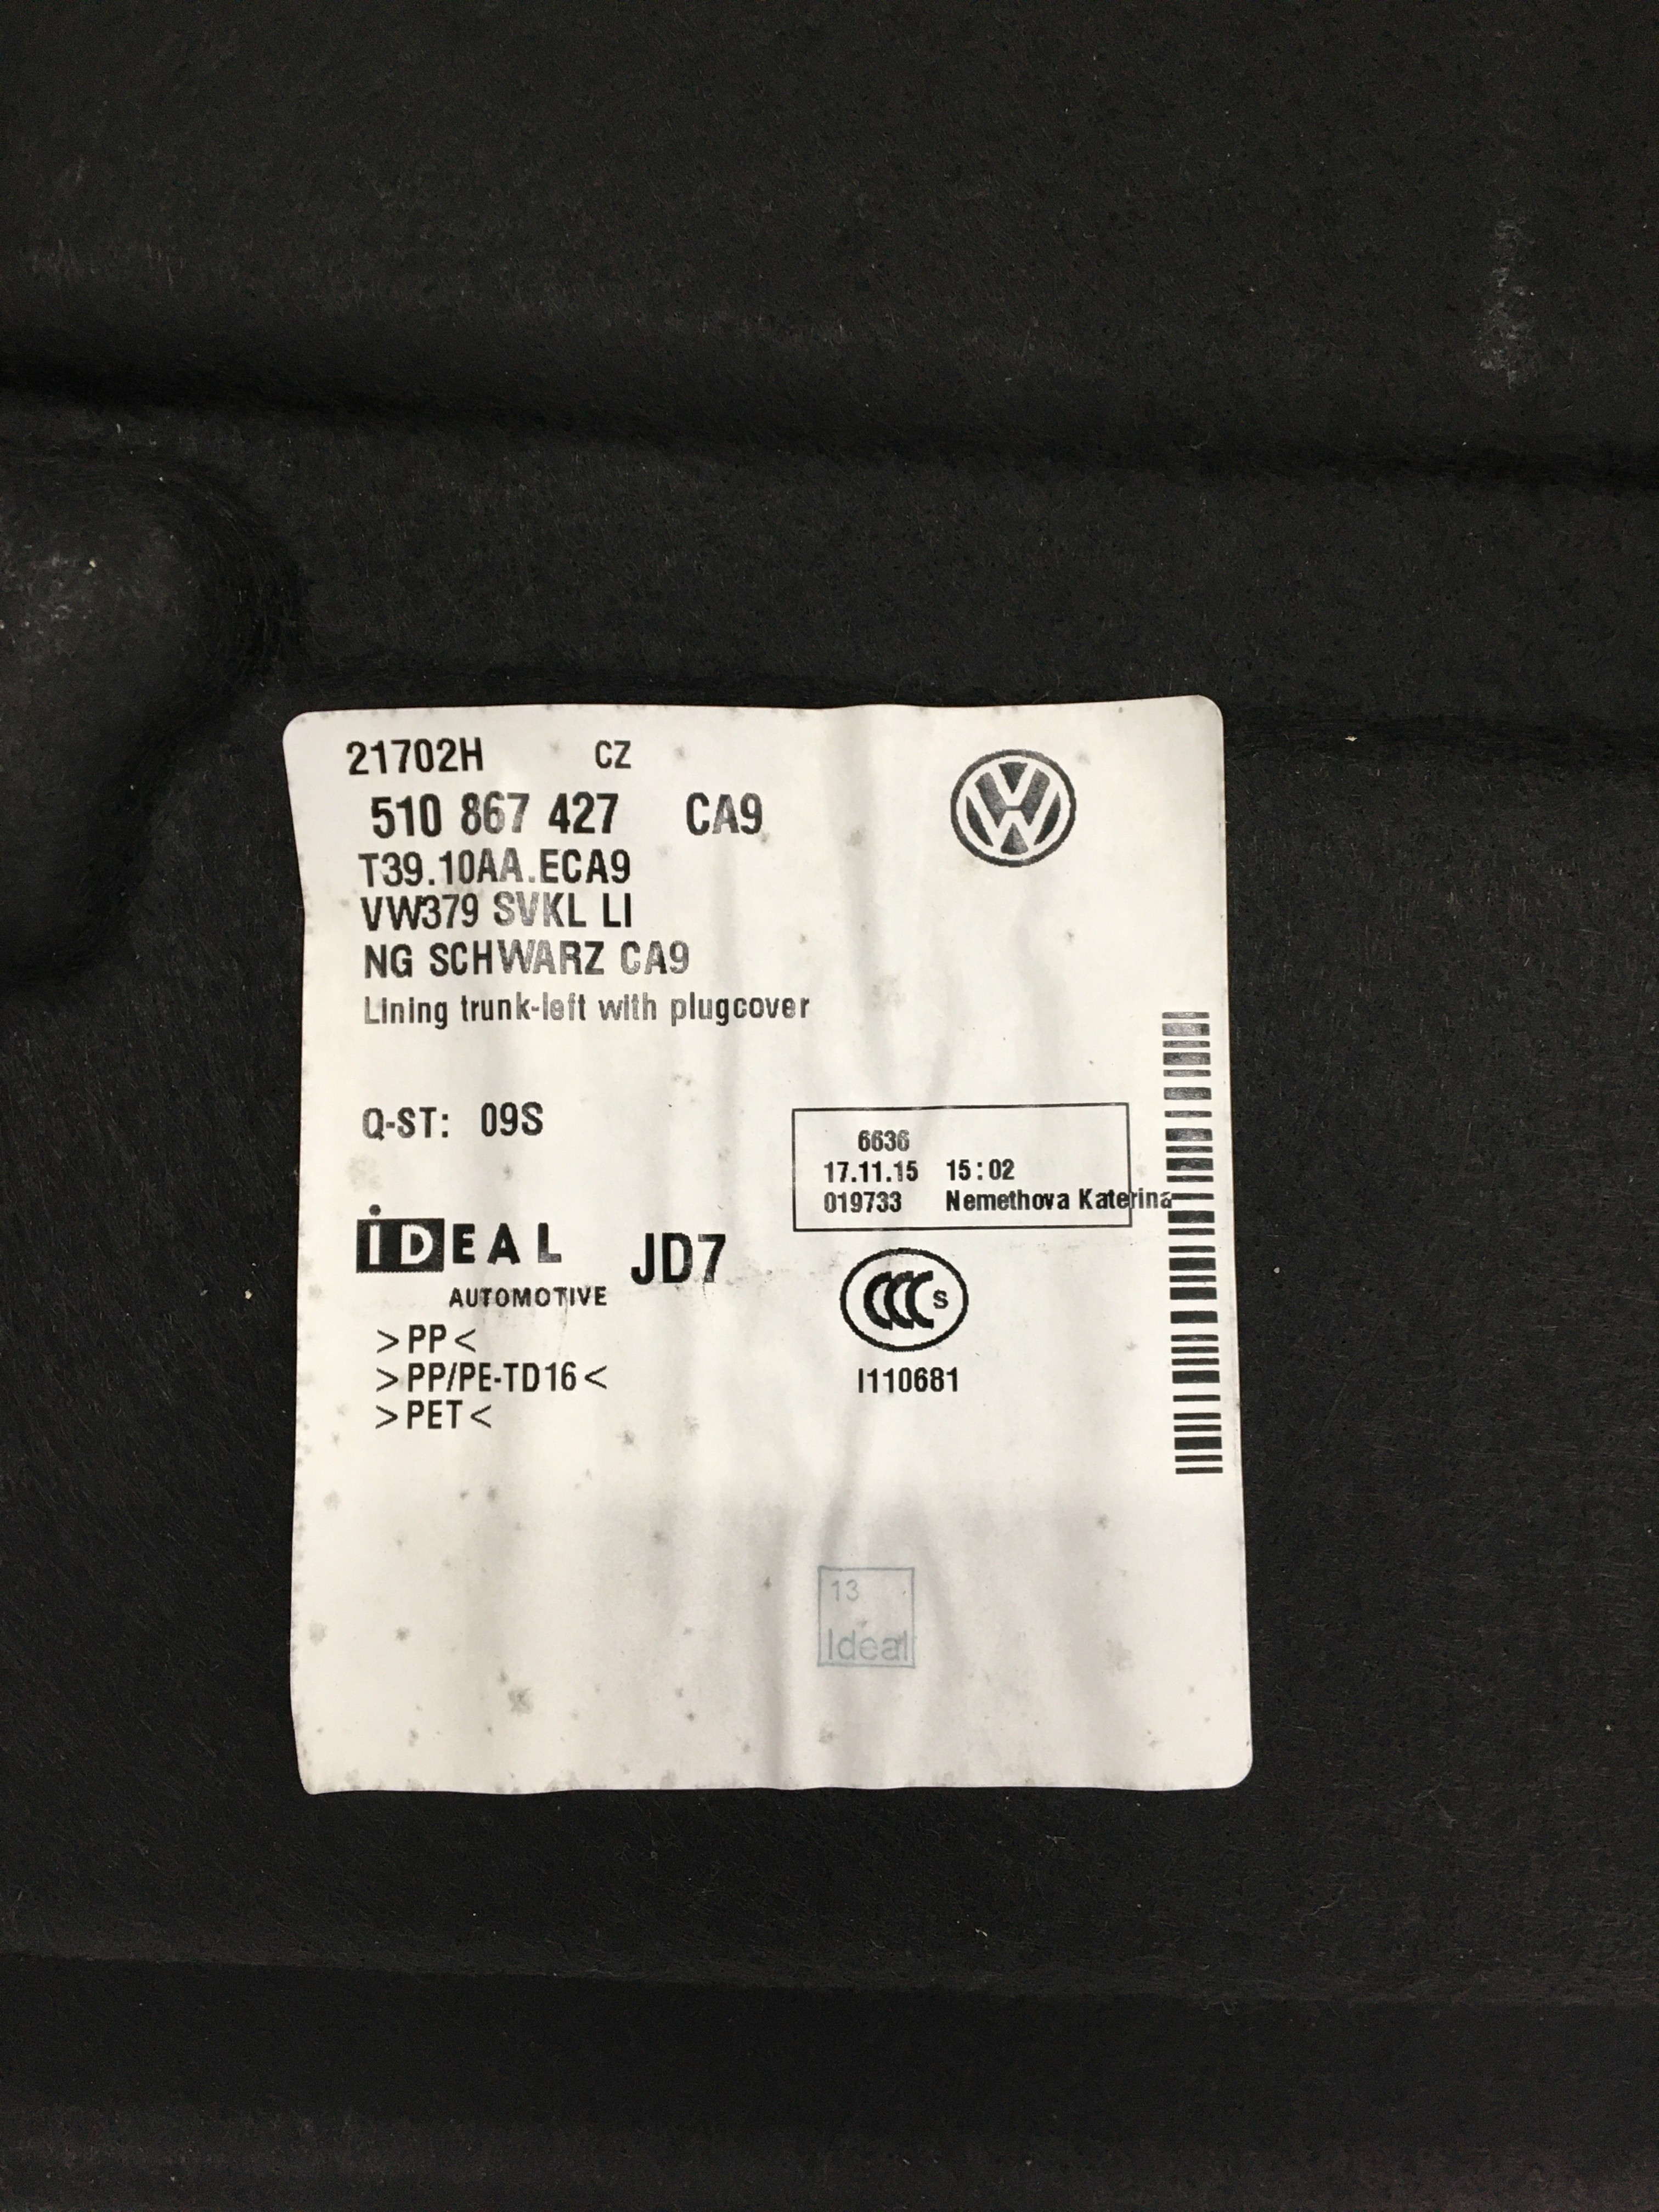 21702H CZ
510 867 427 CA9
T39.10AA.ECA9
VW379 SVKL LI
NG SCHWARZ CA9
Lining trunk-left with plugcover
Q-ST: 09S
6636
17.11.15 15:02
019733 Nemethova Katerina
iDEAL JD7
AUTOMOTIVE
>PP<
>PP/PE-TD16<
>PET<
CCC S
I110681
13
Ideal